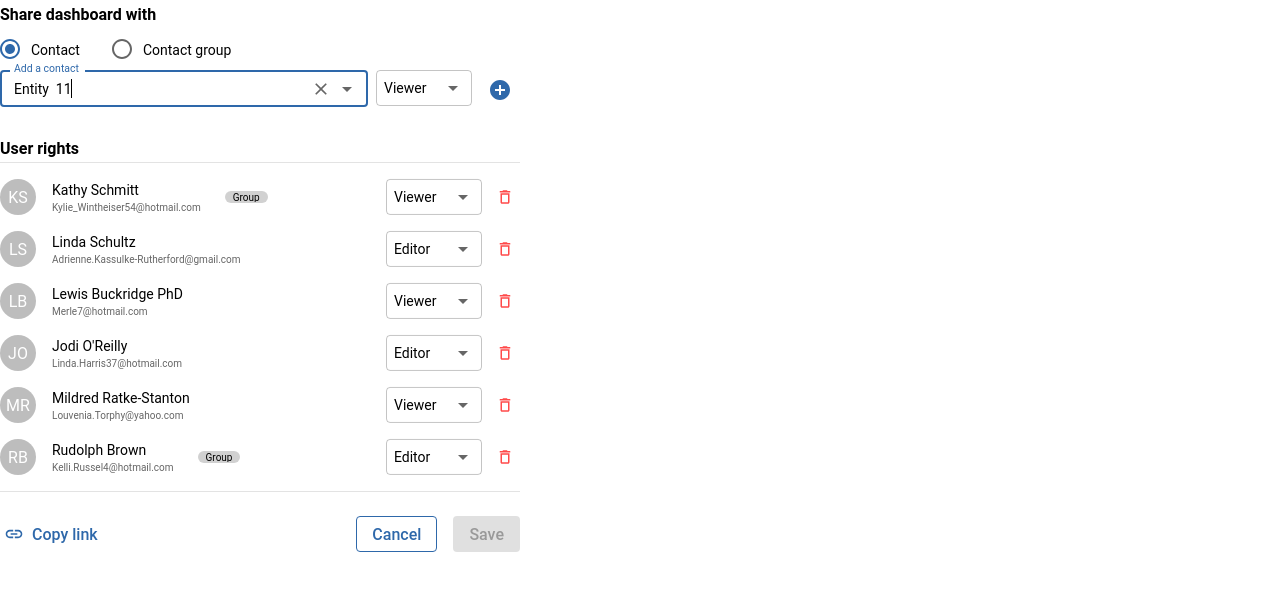 Share dashboard with
Contact
Contact group
Add a contact
Entity 11
Viewer
User rights
KS
Kathy Schmitt
Kylie_Wintheiser54@hotmail.com
Group
Viewer
LS
Linda Schultz
Adrienne.Kassulke-Rutherford@gmail.com
Editor
LB
Lewis Buckridge PhD
Merle7@hotmail.com
Viewer
JO
Jodi O'Reilly
Linda.Harris37@hotmail.com
Editor
MR
Mildred Ratke-Stanton
Louvenia.Torphy@yahoo.com
Viewer
RB
Rudolph Brown
Kelli.Russel4@hotmail.com
Group
Editor
Copy link
Cancel
Save